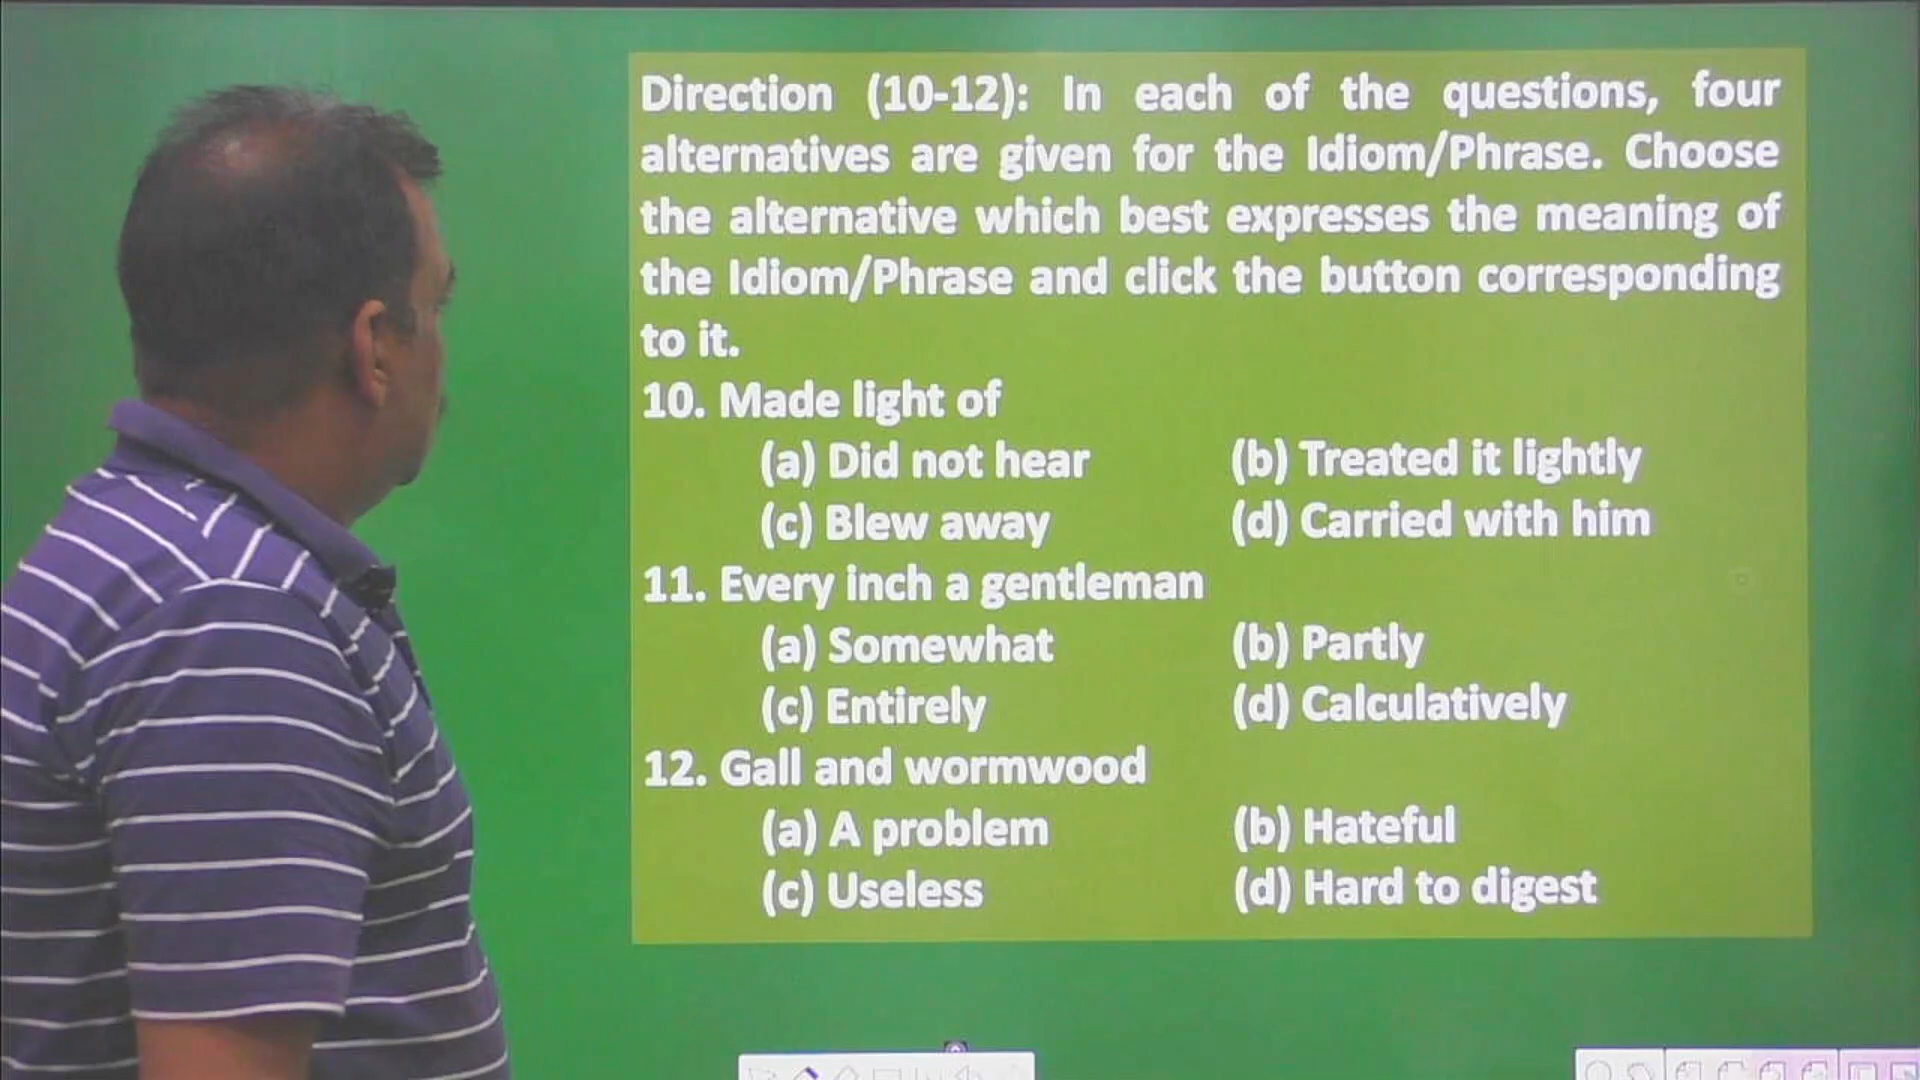 Direction (10-12): In each of the questions, four
alternatives are given for the Idiom/Phrase. Choose
the alternative which best expresses the meaning of
the Idiom/Phrase and click the button corresponding
to it.
10. Made light of
(a) Did not hear (b) Treated it lightly
(c) Blew away (d) Carried with him
11. Every inch a gentleman
(a) Somewhat (b) Partly
(c) Entirely (d) Calculatively
12. Gall and wormwood
(a) A problem (b) Hateful
(c) Useless (d) Hard to digest